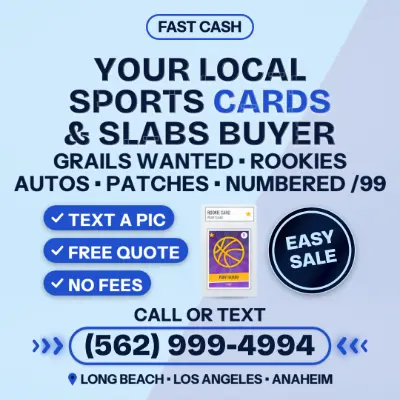 FAST CASH
YOUR LOCAL
SPORTS CARDS
& SLABS BUYER
GRAILS WANTED ▪ ROOKIES
AUTOS ▪ PATCHES ▪ NUMBERED /99
TEXT A PIC
FREE QUOTE
NO FEES
ROOKIE CARD
EASY
SALE
CALL OR TEXT
(562) 999-4994
LONG BEACH ▪ LOS ANGELES ▪ ANAHEIM